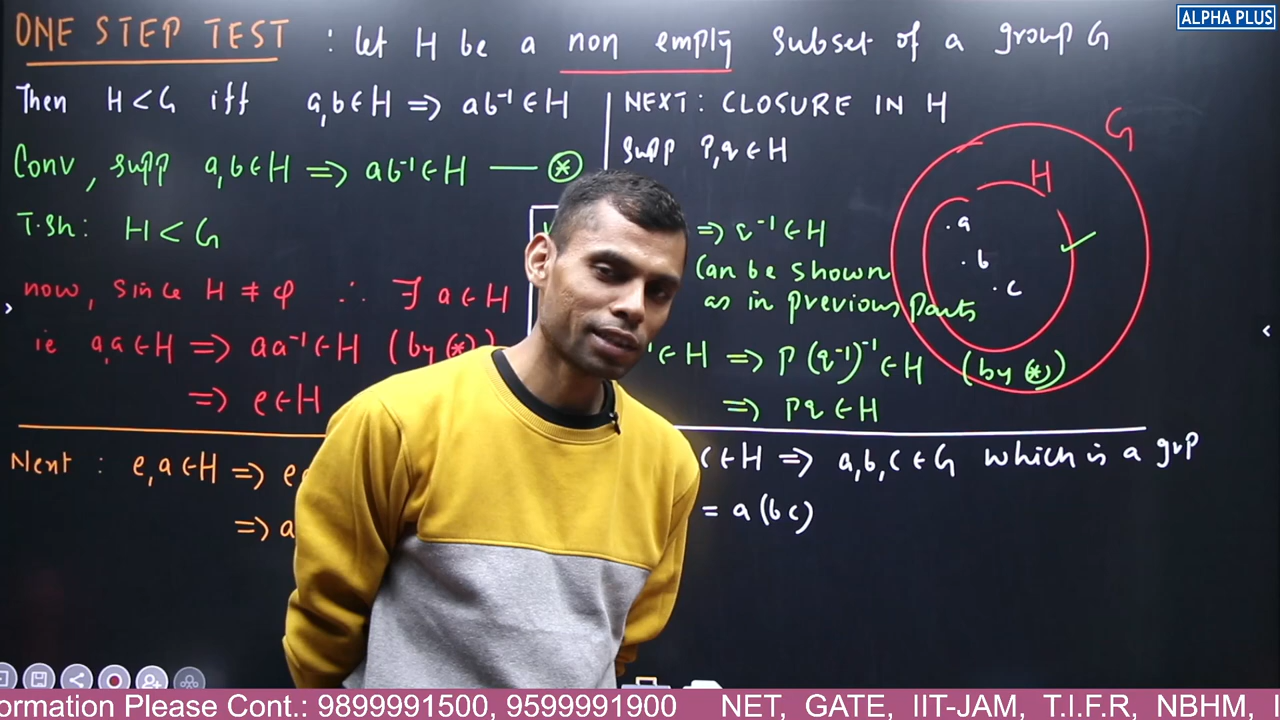 ALPHA PLUS
ONE STEP TEST : let H be a non empty subset of a group G
Then H < G iff a,b ∈ H ⇒ ab⁻¹ ∈ H
Conv, supp a,b ∈ H ⇒ ab⁻¹ ∈ H — ⊛
T.Sh: H < G
now, since H ≠ φ ∴ ∃ a ∈ H
ie a,a ∈ H ⇒ aa⁻¹ ∈ H (by ⊛)
⇒ e ∈ H
Next : e,a ∈ H ⇒
⇒ a
NEXT: CLOSURE IN H
Supp p,q ∈ H
⇒ q⁻¹ ∈ H
Can be shown
as in previous Parts
∈ H ⇒ p(q⁻¹)⁻¹ ∈ H (by ⊛)
⇒ pq ∈ H
c ∈ H ⇒ a,b,c ∈ G which is a grp
= a(bc)
G
H
.a
.b
.c
ormation Please Cont.: 9899991500, 9599991900 NET, GATE, IIT-JAM, T.I.F.R, NBHM,